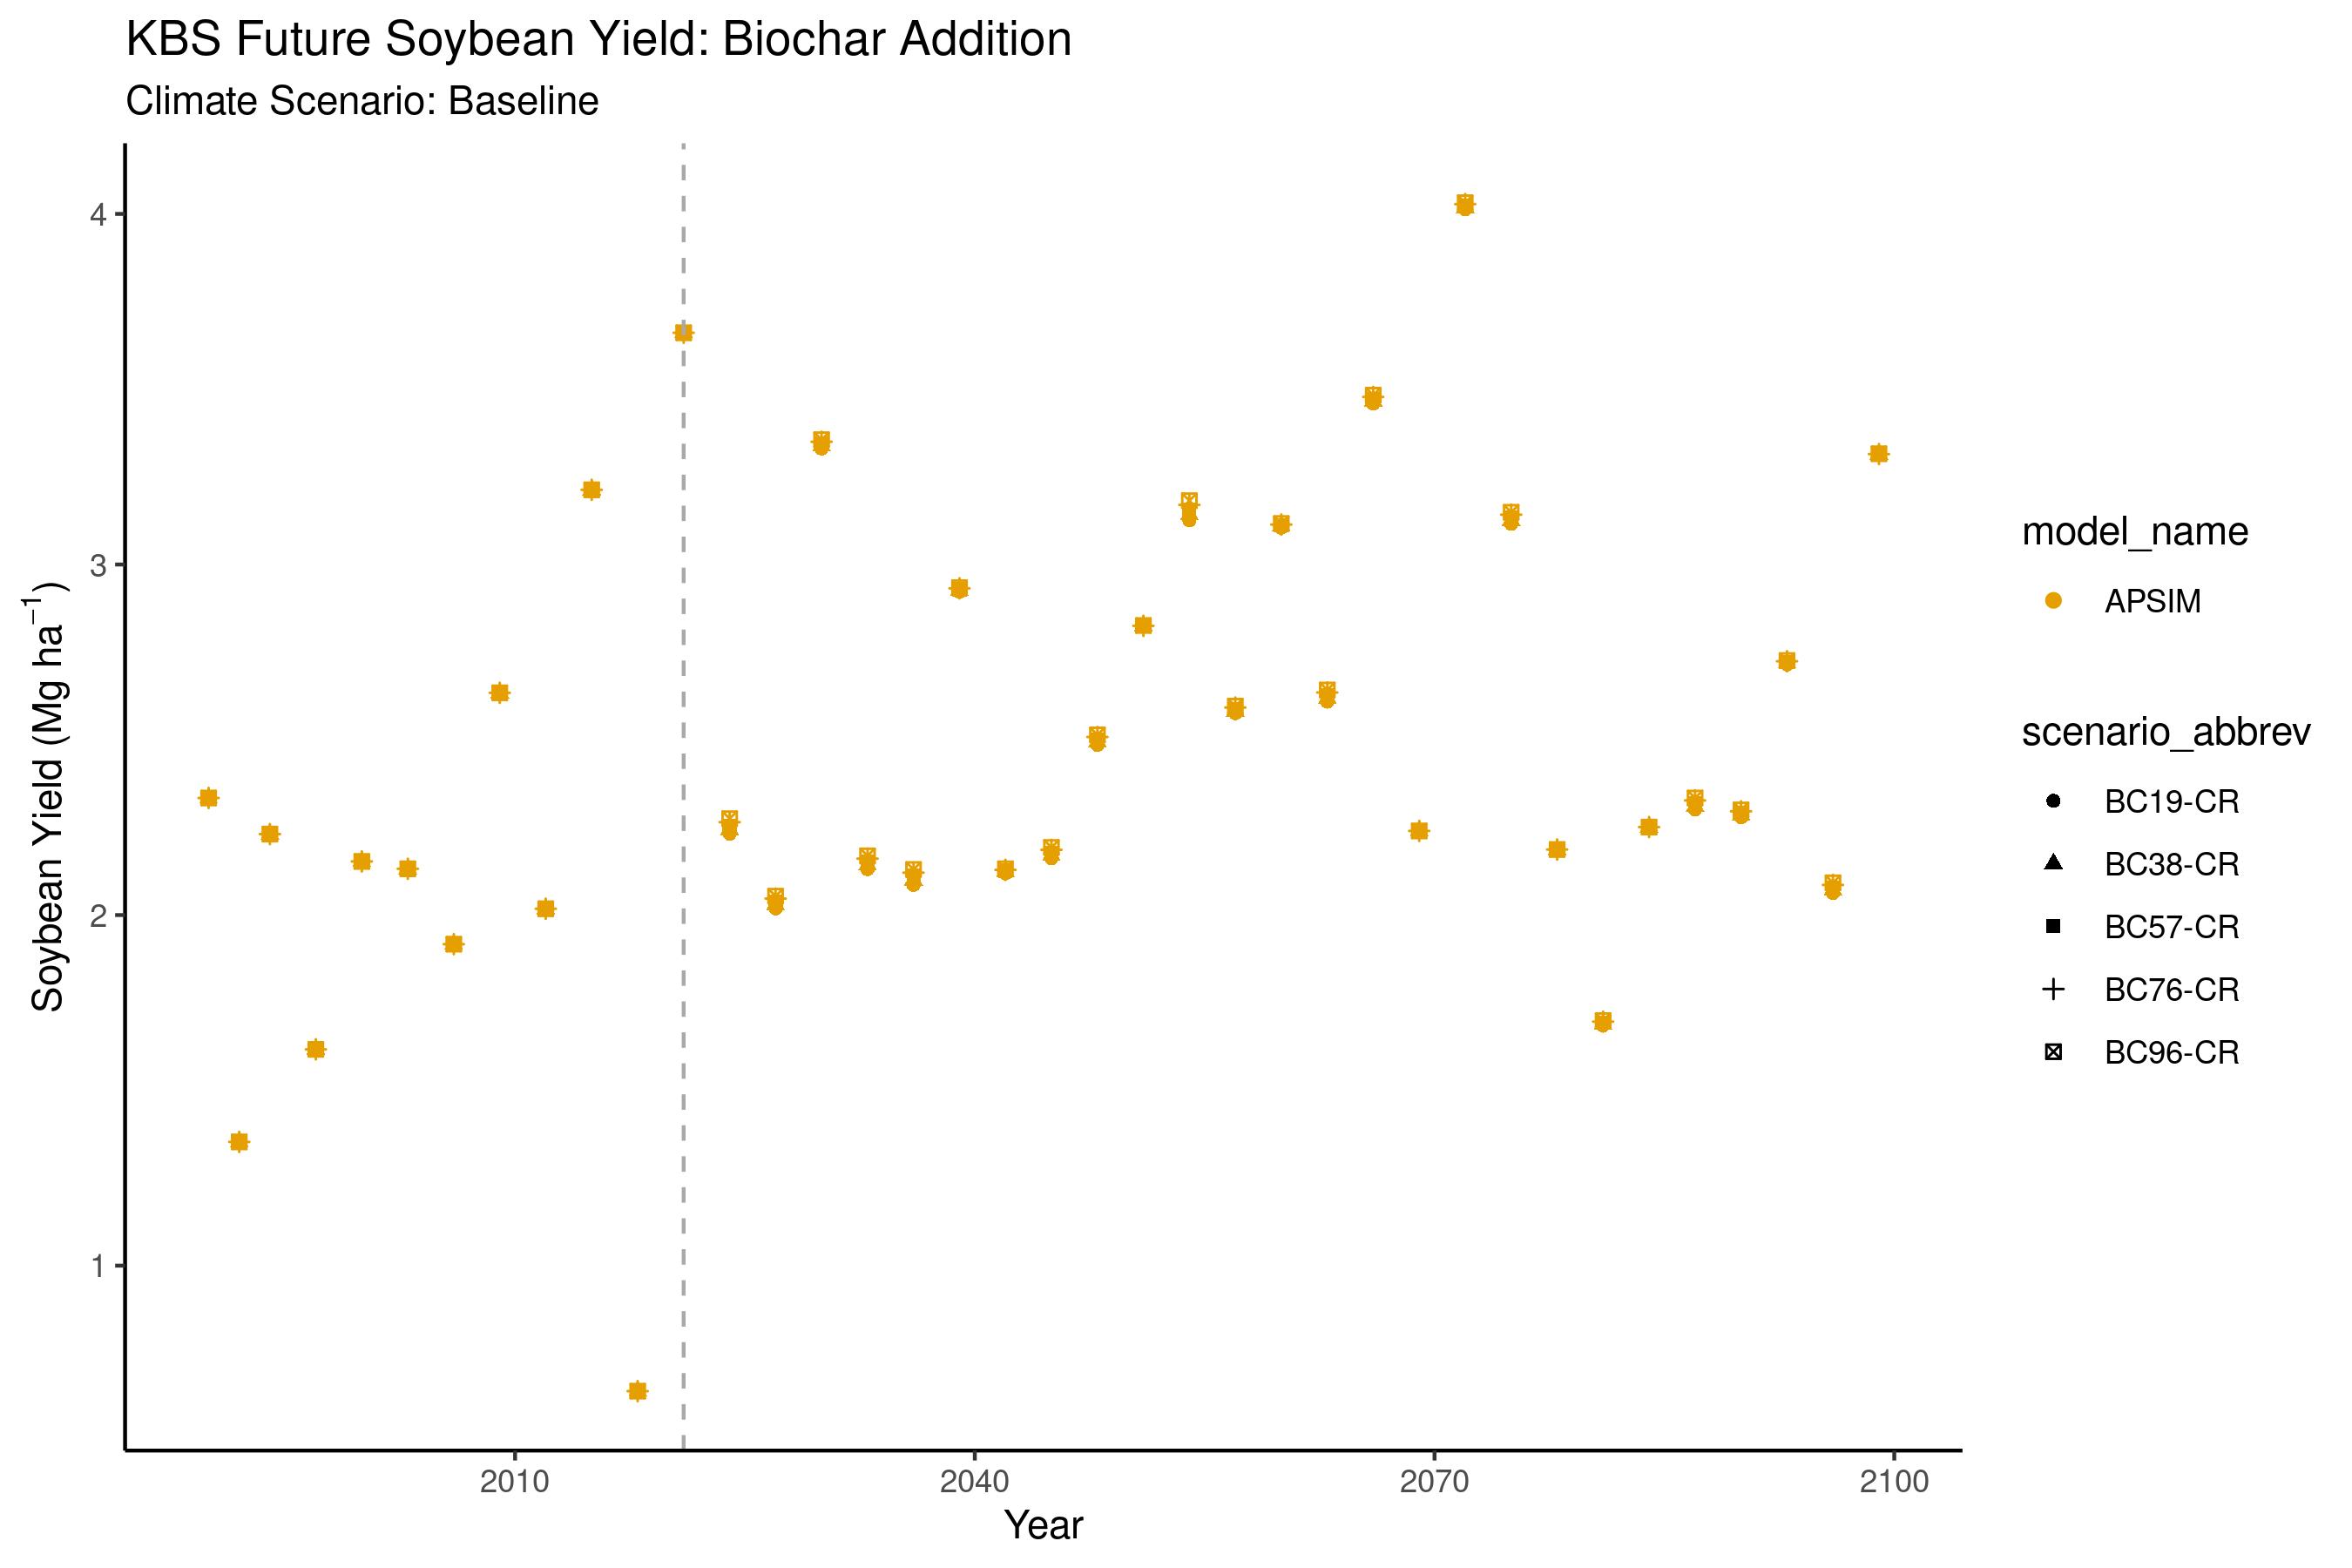 KBS Future Soybean Yield: Biochar Addition
Climate Scenario: Baseline
Soybean Yield (Mg ha⁻¹)
4
3
2
1
2010 2040 2070 2100
Year
model_name
APSIM
scenario_abbrev
BC19-CR
BC38-CR
BC57-CR
BC76-CR
BC96-CR